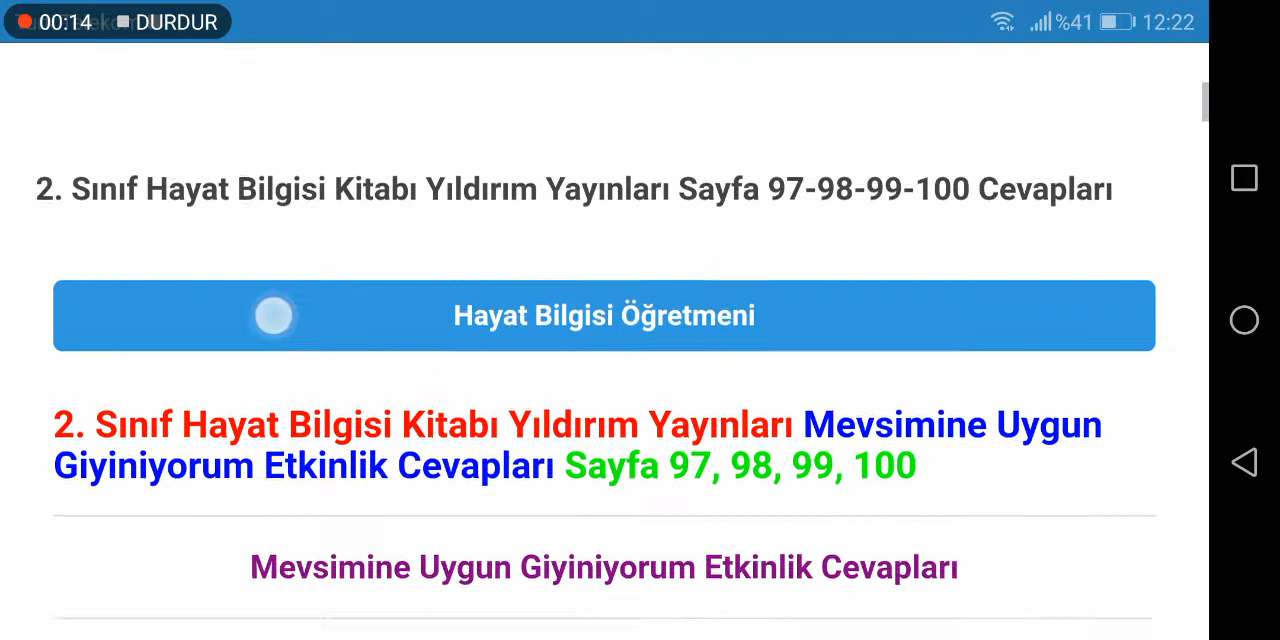 00:14 DURDUR %41 12:22
2. Sınıf Hayat Bilgisi Kitabı Yıldırım Yayınları Sayfa 97-98-99-100 Cevapları
Hayat Bilgisi Öğretmeni
2. Sınıf Hayat Bilgisi Kitabı Yıldırım Yayınları Mevsimine Uygun
Giyiniyorum Etkinlik Cevapları Sayfa 97, 98, 99, 100
Mevsimine Uygun Giyiniyorum Etkinlik Cevapları